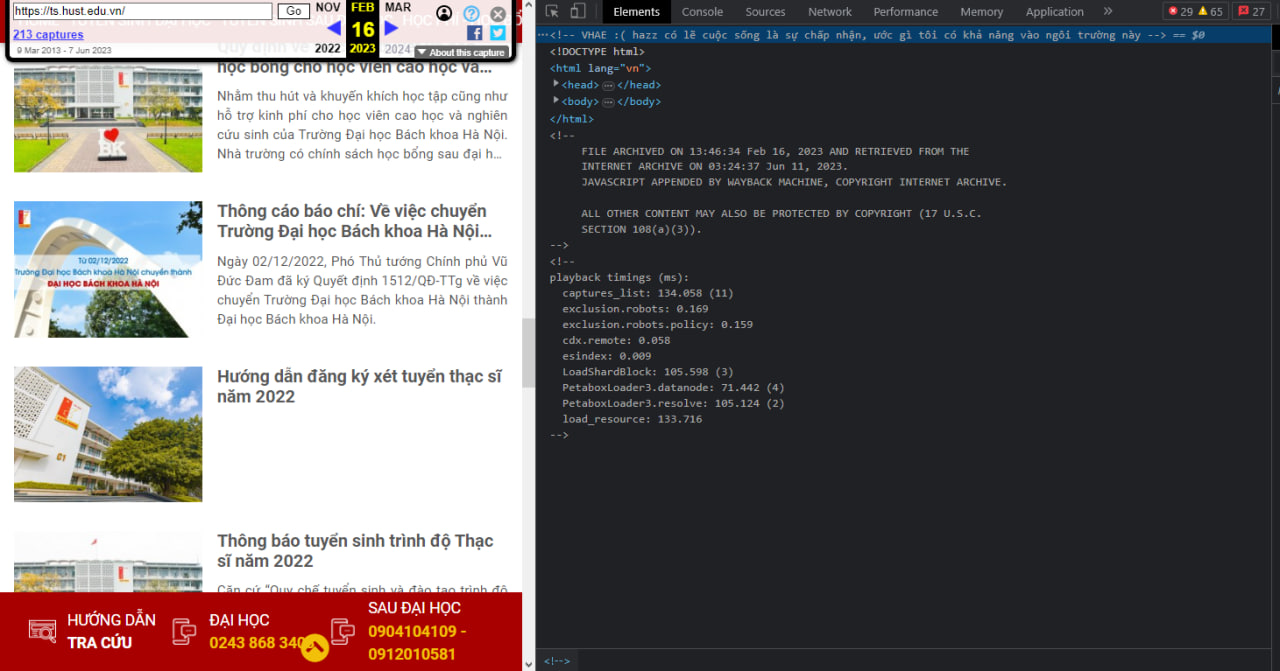 https://ts.hust.edu.vn/
Go
NOV
FEB
MAR
213 captures
16
9 Mar 2013 - 7 Jun 2023
2022
2023
2024
About this capture
học bổng cho học viên cao học và...
Nhằm thu hút và khuyến khích học tập cũng như
hỗ trợ kinh phí cho học viên cao học và nghiên
cứu sinh của Trường Đại học Bách khoa Hà Nội.
Nhà trường có chính sách học bổng sau đại h...
I
BK
Thông cáo báo chí: Về việc chuyển
Trường Đại học Bách khoa Hà Nội...
Ngày 02/12/2022, Phó Thủ tướng Chính phủ Vũ
Đức Đam đã ký Quyết định 1512/QĐ-TTg về việc
chuyển Trường Đại học Bách khoa Hà Nội thành
Đại học Bách khoa Hà Nội.
Từ 02/12/2022
Trường Đại học Bách khoa Hà Nội chuyển thành
ĐẠI HỌC BÁCH KHOA HÀ NỘI
Hướng dẫn đăng ký xét tuyển thạc sĩ
năm 2022
C1
Thông báo tuyển sinh trình độ Thạc
sĩ năm 2022
Căn cứ "Quy chế tuyển sinh và đào tạo trình độ
HƯỚNG DẪN
TRA CỨU
ĐẠI HỌC
0243 868 340
SAU ĐẠI HỌC
0904104109 -
0912010581
Elements
Console
Sources
Network
Performance
Memory
Application
29
65
27
<!-- VHAE :( hazz có lẽ cuộc sống là sự chấp nhận, ước gì tôi có khả năng vào ngôi trường này --> == $0
<!DOCTYPE html>
<html lang="vn">
<head>…</head>
<body>…</body>
</html>
<!--
FILE ARCHIVED ON 13:46:34 Feb 16, 2023 AND RETRIEVED FROM THE
INTERNET ARCHIVE ON 03:24:37 Jun 11, 2023.
JAVASCRIPT APPENDED BY WAYBACK MACHINE, COPYRIGHT INTERNET ARCHIVE.
ALL OTHER CONTENT MAY ALSO BE PROTECTED BY COPYRIGHT (17 U.S.C.
SECTION 108(a)(3)).
-->
<!--
playback timings (ms):
captures_list: 134.058 (11)
exclusion.robots: 0.169
exclusion.robots.policy: 0.159
cdx.remote: 0.058
esindex: 0.009
LoadShardBlock: 105.598 (3)
PetaboxLoader3.datanode: 71.442 (4)
PetaboxLoader3.resolve: 105.124 (2)
load_resource: 133.716
-->
<!-->